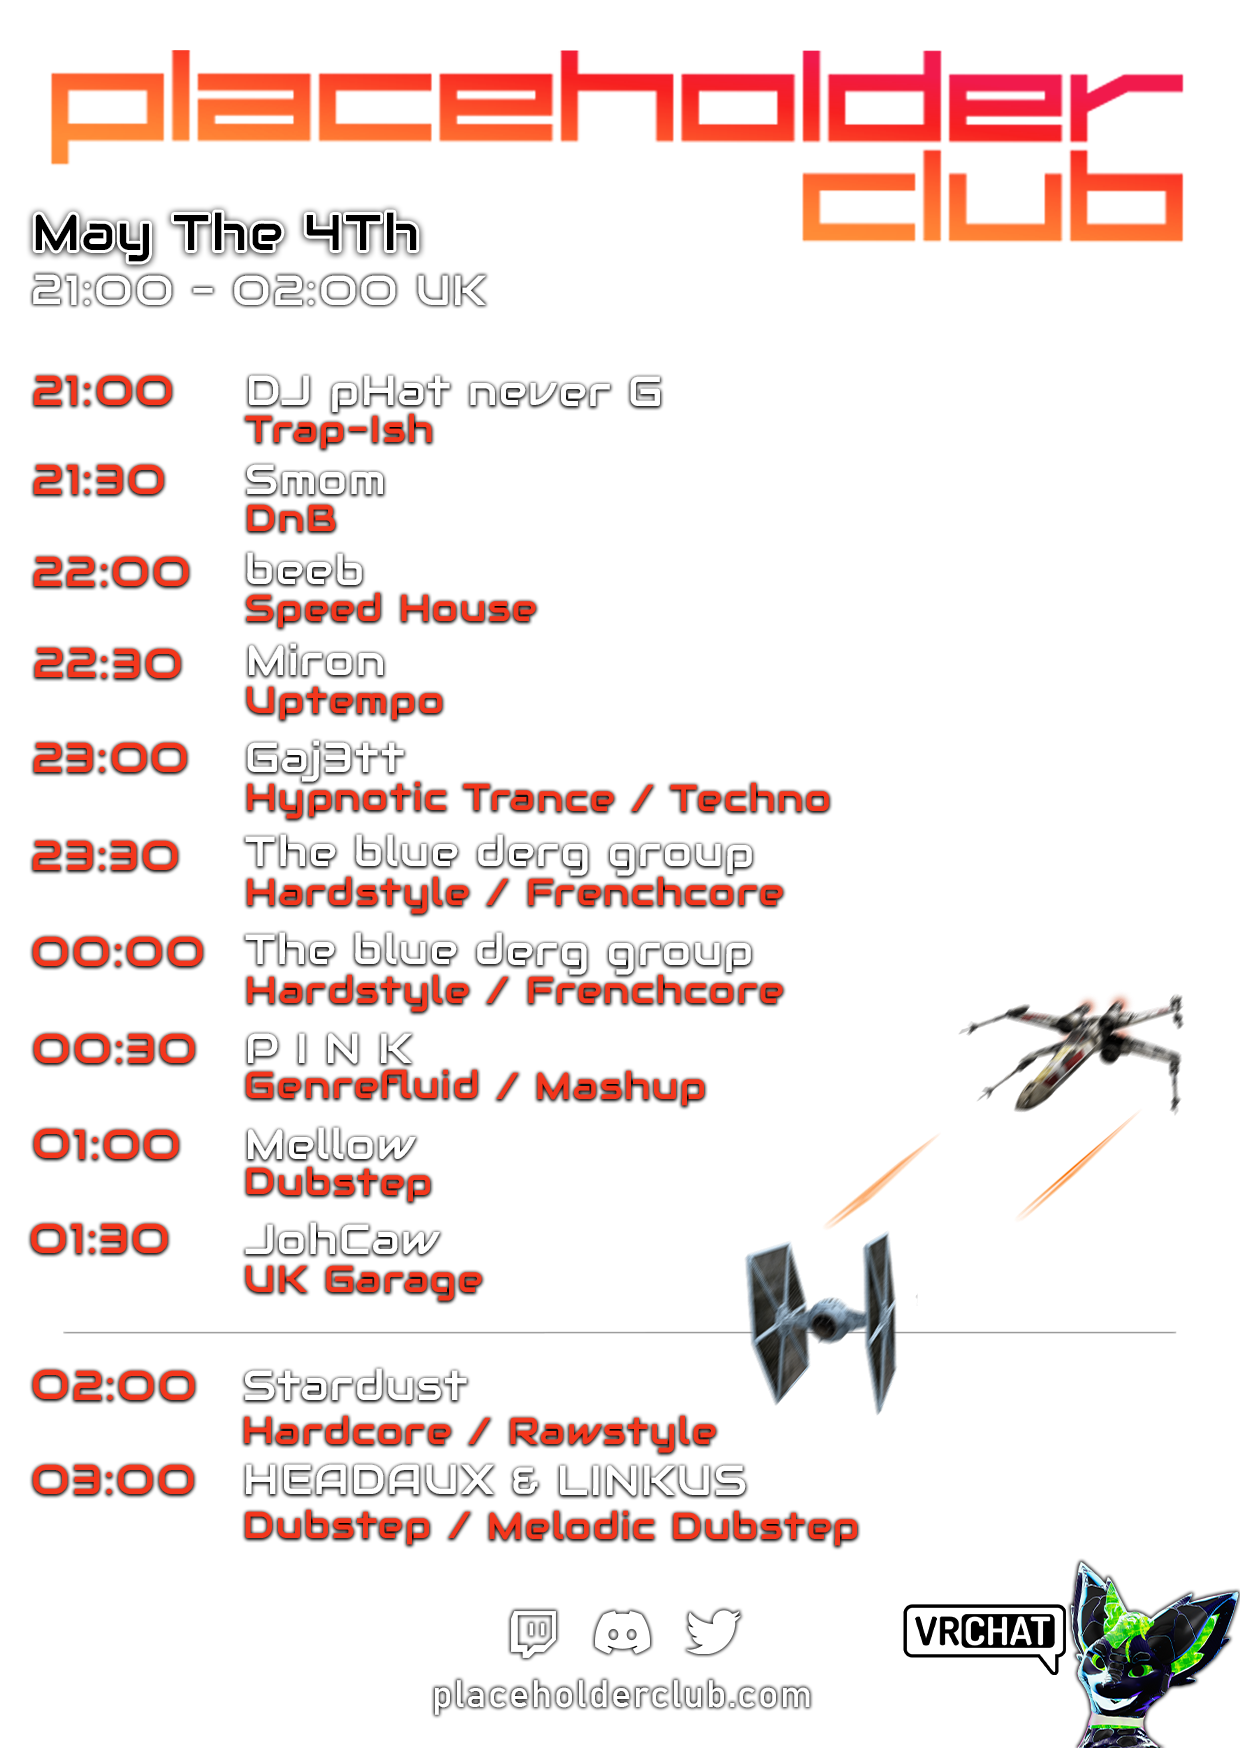 placeholder
club
May The 4Th
21:00 - 02:00 UK
21:00 DJ pHat never G
Trap-Ish
21:30 Smom
DnB
22:00 beeb
Speed House
22:30 Miron
Uptempo
23:00 Gaj3tt
Hypnotic Trance / Techno
23:30 The blue derg group
Hardstyle / Frenchcore
00:00 The blue derg group
Hardstyle / Frenchcore
00:30 P I N K
Genrefluid / Mashup
01:00 Mellow
Dubstep
01:30 JohCaw
UK Garage
02:00 Stardust
Hardcore / Rawstyle
03:00 HEADAUX & LINKUS
Dubstep / Melodic Dubstep
VRCHAT
placeholderclub.com